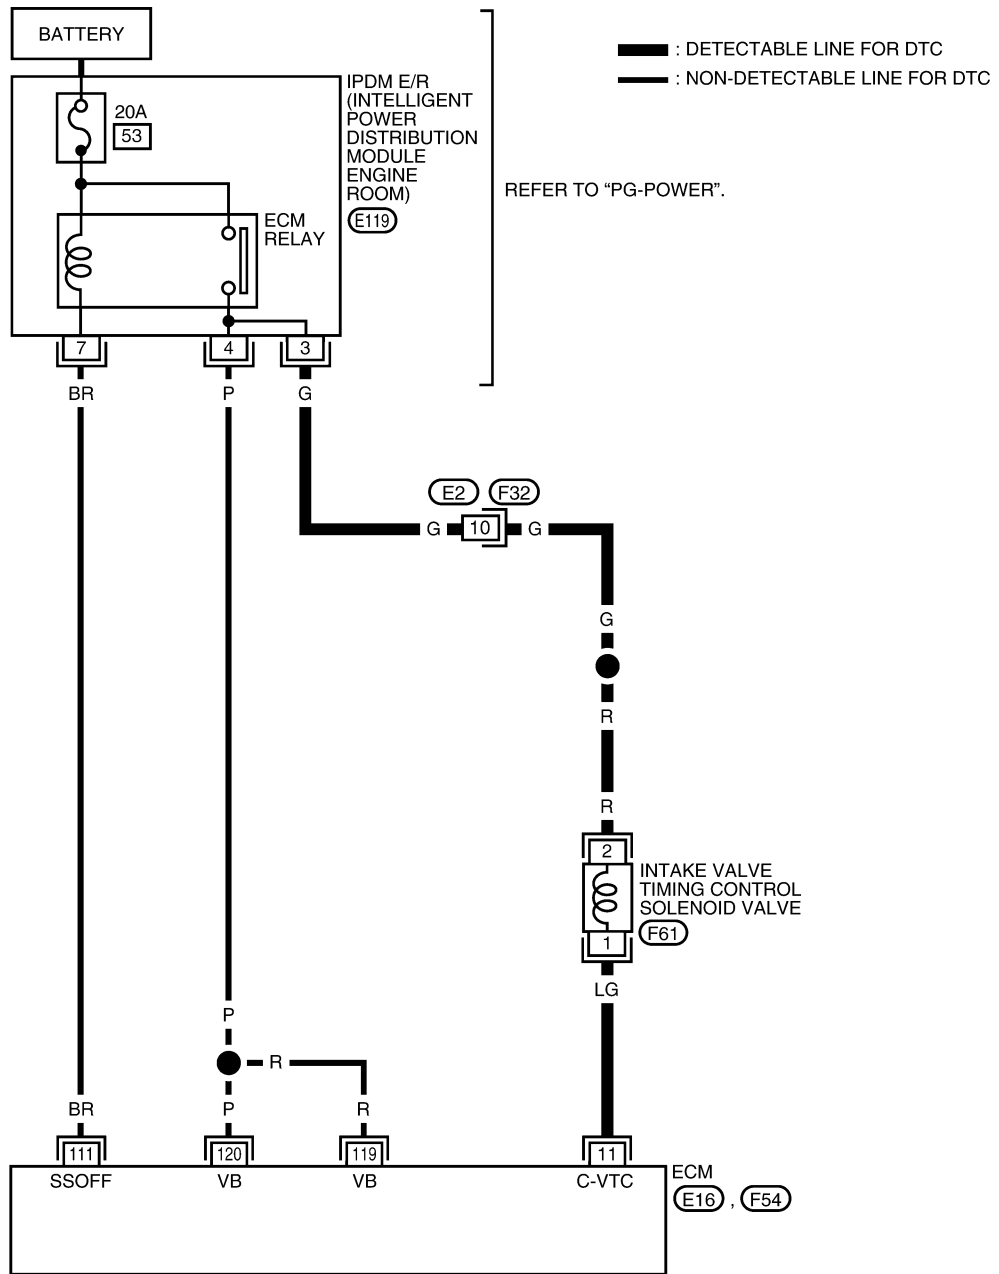 BATTERY
: DETECTABLE LINE FOR DTC
: NON-DETECTABLE LINE FOR DTC
IPDM E/R
(INTELLIGENT
POWER
DISTRIBUTION
MODULE
ENGINE
ROOM)
E119
20A
53
REFER TO “PG-POWER”.
ECM
RELAY
7
4
3
BR
P
G
E2
F32
G
10
G
G
R
R
2
INTAKE VALVE
TIMING CONTROL
SOLENOID VALVE
F61
1
LG
P
R
BR
P
R
111
120
119
11
SSOFF
VB
VB
C-VTC
ECM
E16 , F54